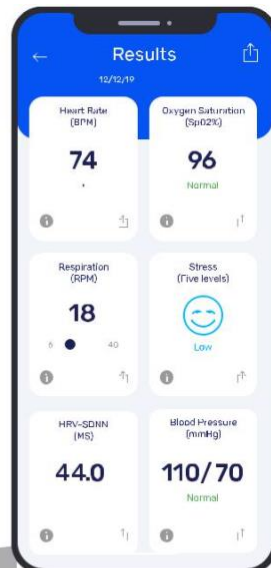 Results
12/12/19
Heart Rate
(BPM)
74
Oxygen Saturation
(Sp02%)
96
Normal
Respiration
(RPM)
18
6
40
Stress
(Five levels)
Low
HRV-SDNN
(MS)
44.0
Blood Pressure
(mmHg)
110/70
Normal